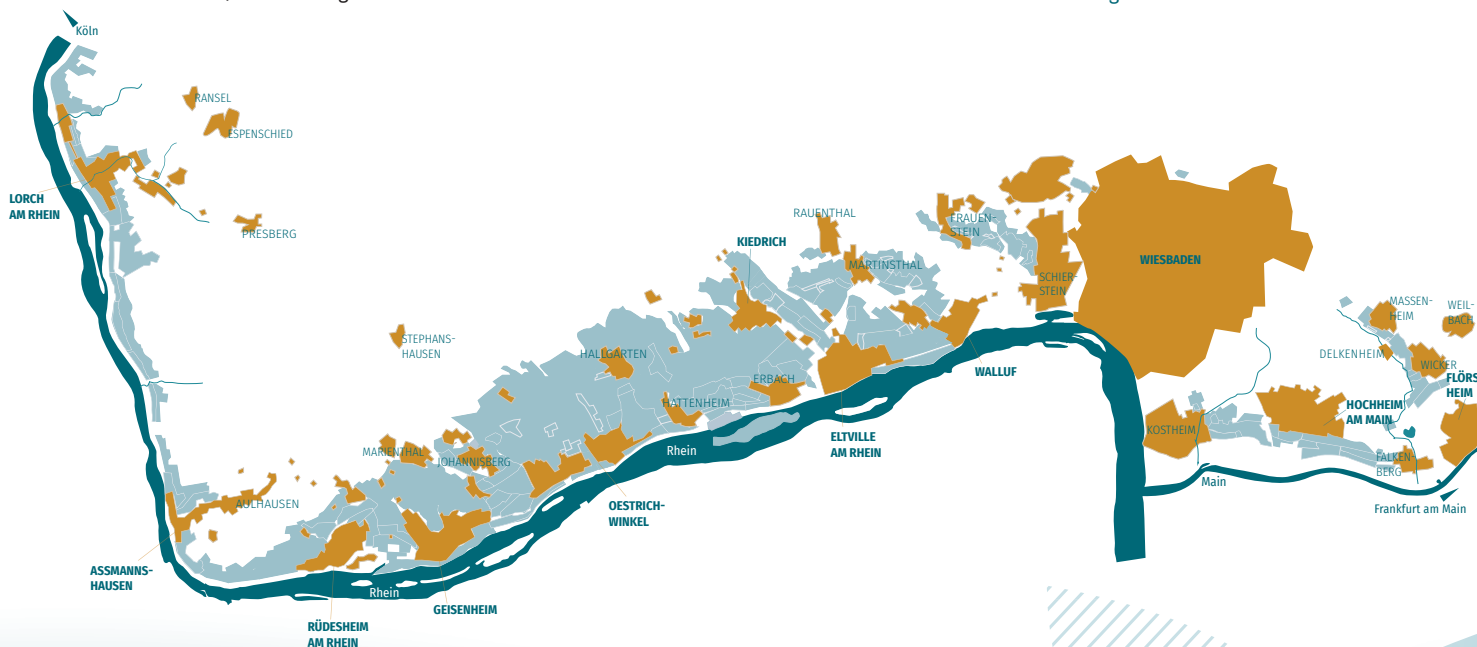 Köln
RANSEL
ESPENSCHIED
LORCH
AM RHEIN
PRESBERG
RAUENTHAL
FRAUEN-
STEIN
KIEDRICH
MARTINSTHAL
WIESBADEN
SCHIER-
STEIN
MASSEN-
HEIM
WEIL-
BACH
STEPHANS-
HAUSEN
HALLGARTEN
DELKENHEIM
WICKER
WALLUF
ERBACH
FLÖRS
HEIM
HATTENHEIM
HOCHHEIM
AM MAIN
KOSTHEIM
ELTVILLE
AM RHEIN
MARIENTHAL
JOHANNISBERG
Rhein
FALKEN-
BERG
Main
AULHAUSEN
OESTRICH-
WINKEL
Frankfurt am Main
ASSMANNS-
HAUSEN
Rhein
GEISENHEIM
RÜDESHEIM
AM RHEIN